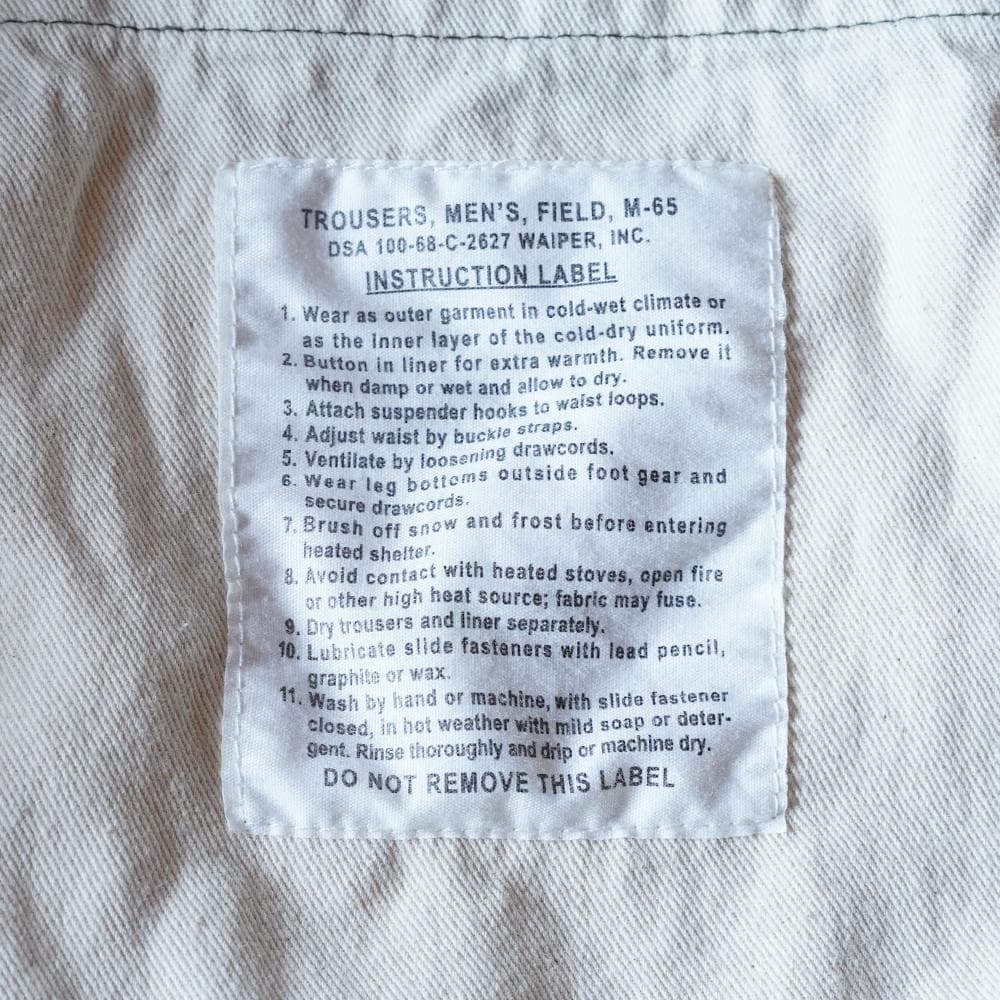 TROUSERS, MEN'S, FIELD, M-65
DSA 100-68-C-2627 WAIPER, INC.
INSTRUCTION LABEL
1. Wear as outer garment in cold-wet climate or
as the inner layer of the cold-dry uniform.
2. Button in liner for extra warmth. Remove it
when damp or wet and allow to dry.
3. Attach suspender hooks to waist loops.
4. Adjust waist by buckle straps.
5. Ventilate by loosening drawcords.
6. Wear leg bottoms outside foot gear and
secure drawcords.
7. Brush off snow and frost before entering
heated shelter.
8. Avoid contact with heated stoves, open fire
or other high heat source; fabric may fuse.
9. Dry trousers and liner separately.
10. Lubricate slide fasteners with lead pencil,
graphite or wax.
11. Wash by hand or machine, with slide fastener
closed, in hot weather with mild soap or deter-
gent. Rinse thoroughly and drip or machine dry.
DO NOT REMOVE THIS LABEL